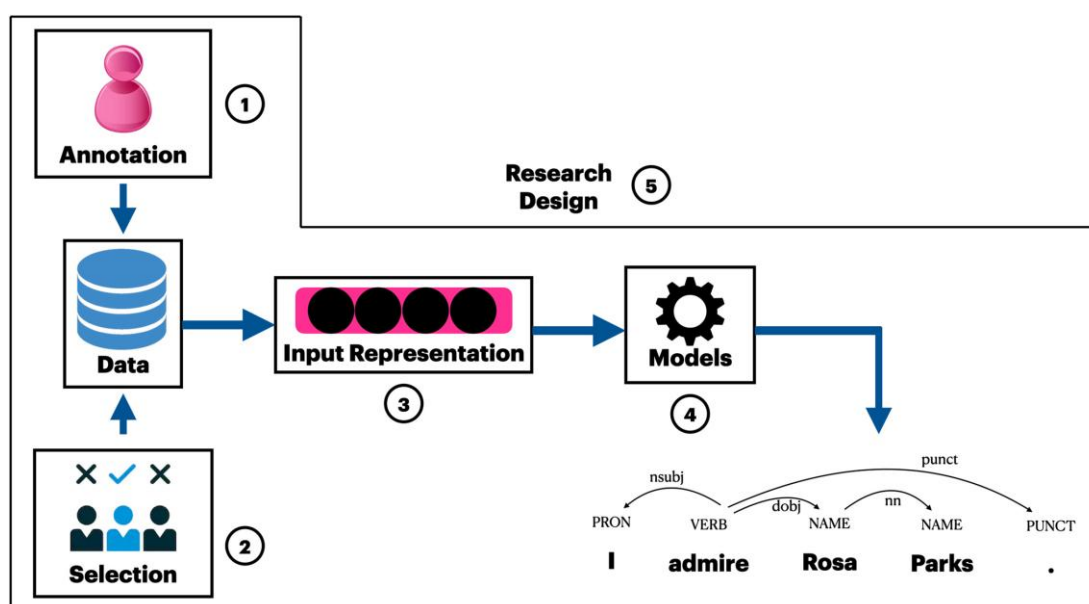 1
Annotation
Research
Design
5
Data
Input Representation
3
Models
4
Selection
2
nsubj
dobj
nn
punct
PRON VERB NAME NAME PUNCT
I admire Rosa Parks .